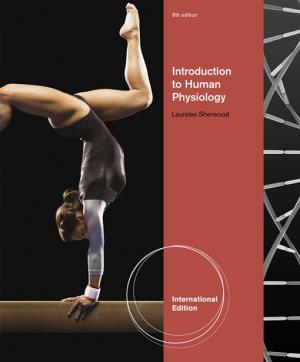 8th edition
Introduction
to Human
Physiology
Lauralee Sherwood
International
Edition